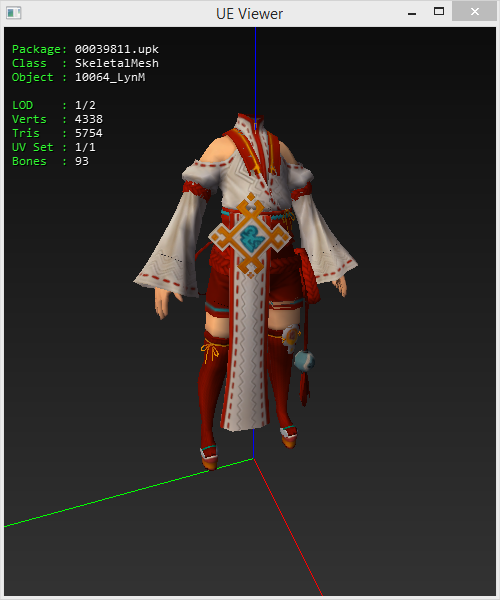 UE Viewer
Package: 00039811.upk
Class : SkeletalMesh
Object : 10064_LynM
LOD : 1/2
Verts : 4338
Tris : 5754
UV Set : 1/1
Bones : 93